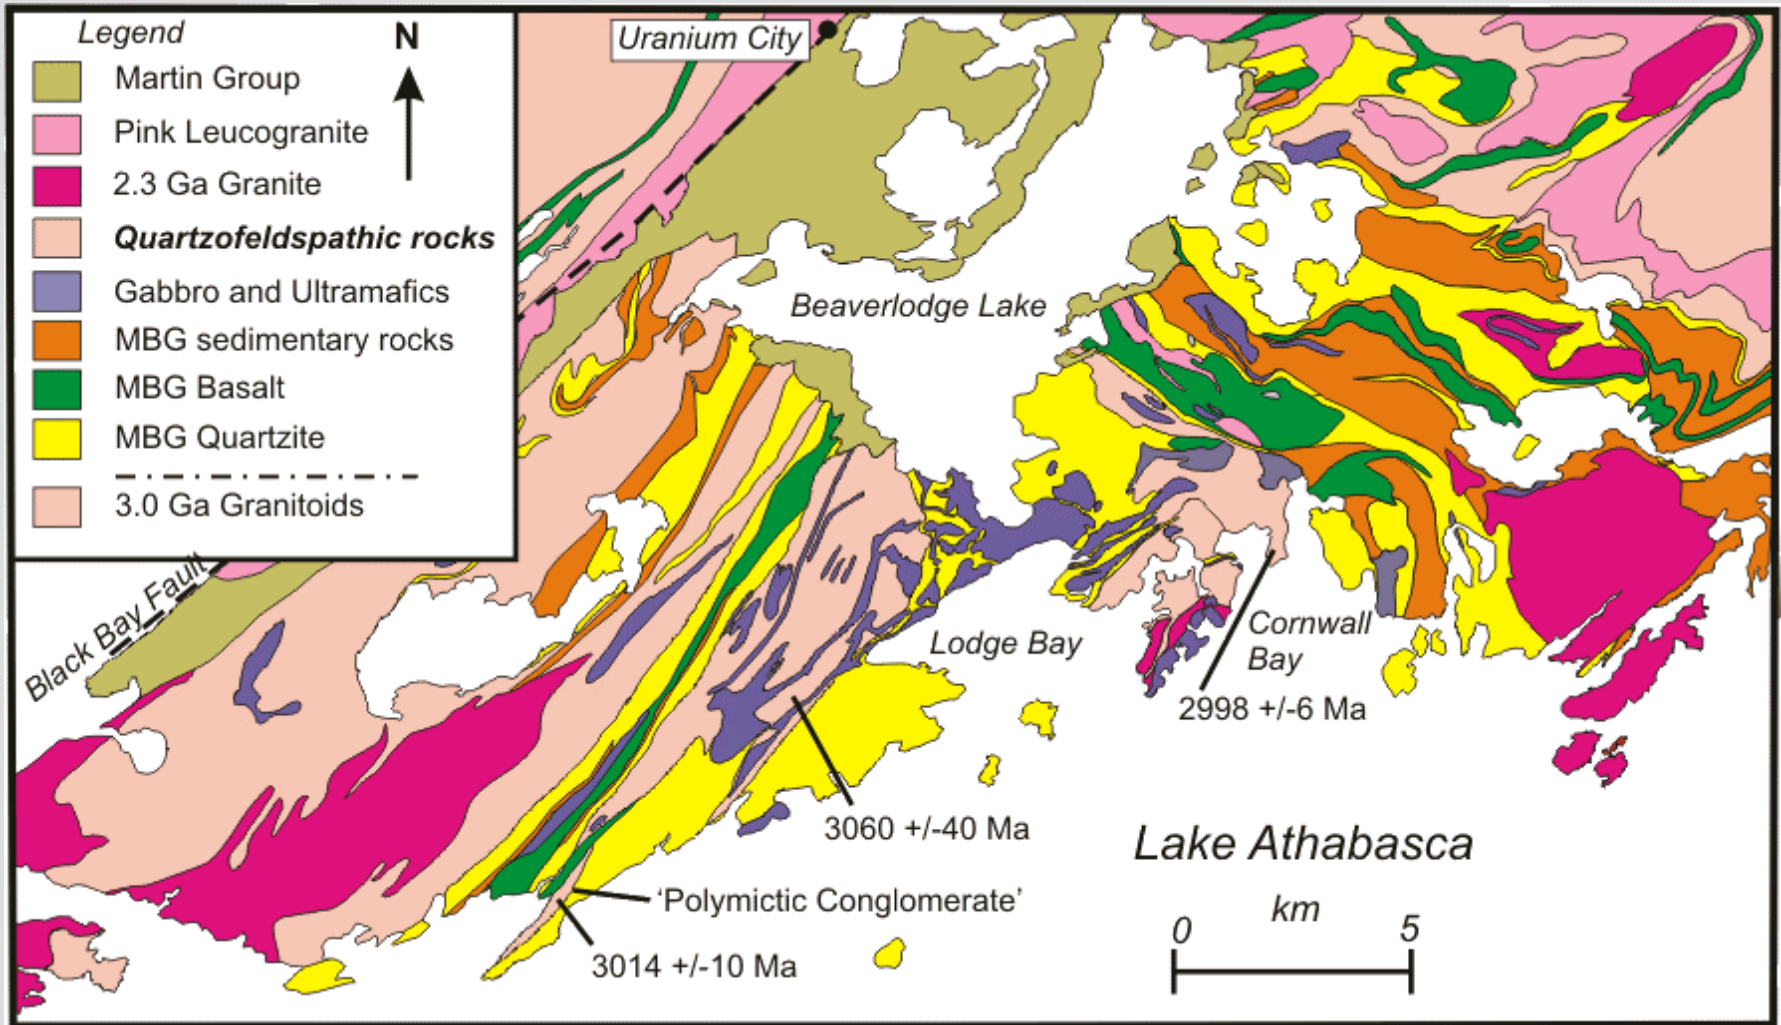 Legend
N
Martin Group
Pink Leucogranite
2.3 Ga Granite
Quartzofeldspathic rocks
Gabbro and Ultramafics
MBG sedimentary rocks
MBG Basalt
MBG Quartzite
3.0 Ga Granitoids
Uranium City
Beaverlodge Lake
Black Bay Fault
Lodge Bay
Cornwall
Bay
2998 +/-6 Ma
3060 +/-40 Ma
Lake Athabasca
'Polymictic Conglomerate'
km
0 5
3014 +/-10 Ma